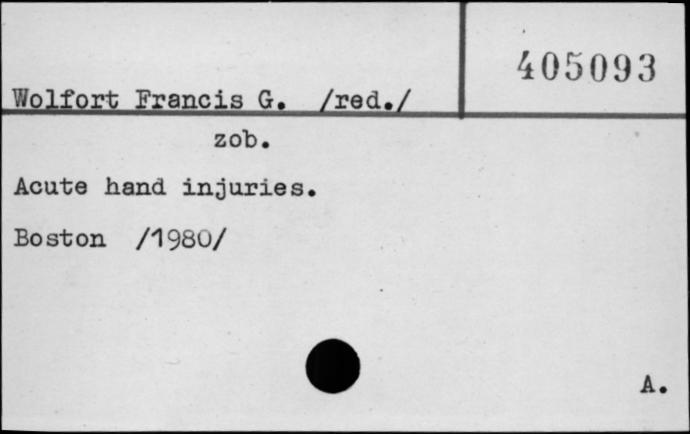 405093
Wolfort Francis G. /red./
zob.
Acute hand injuries.
Boston /1980/
A.